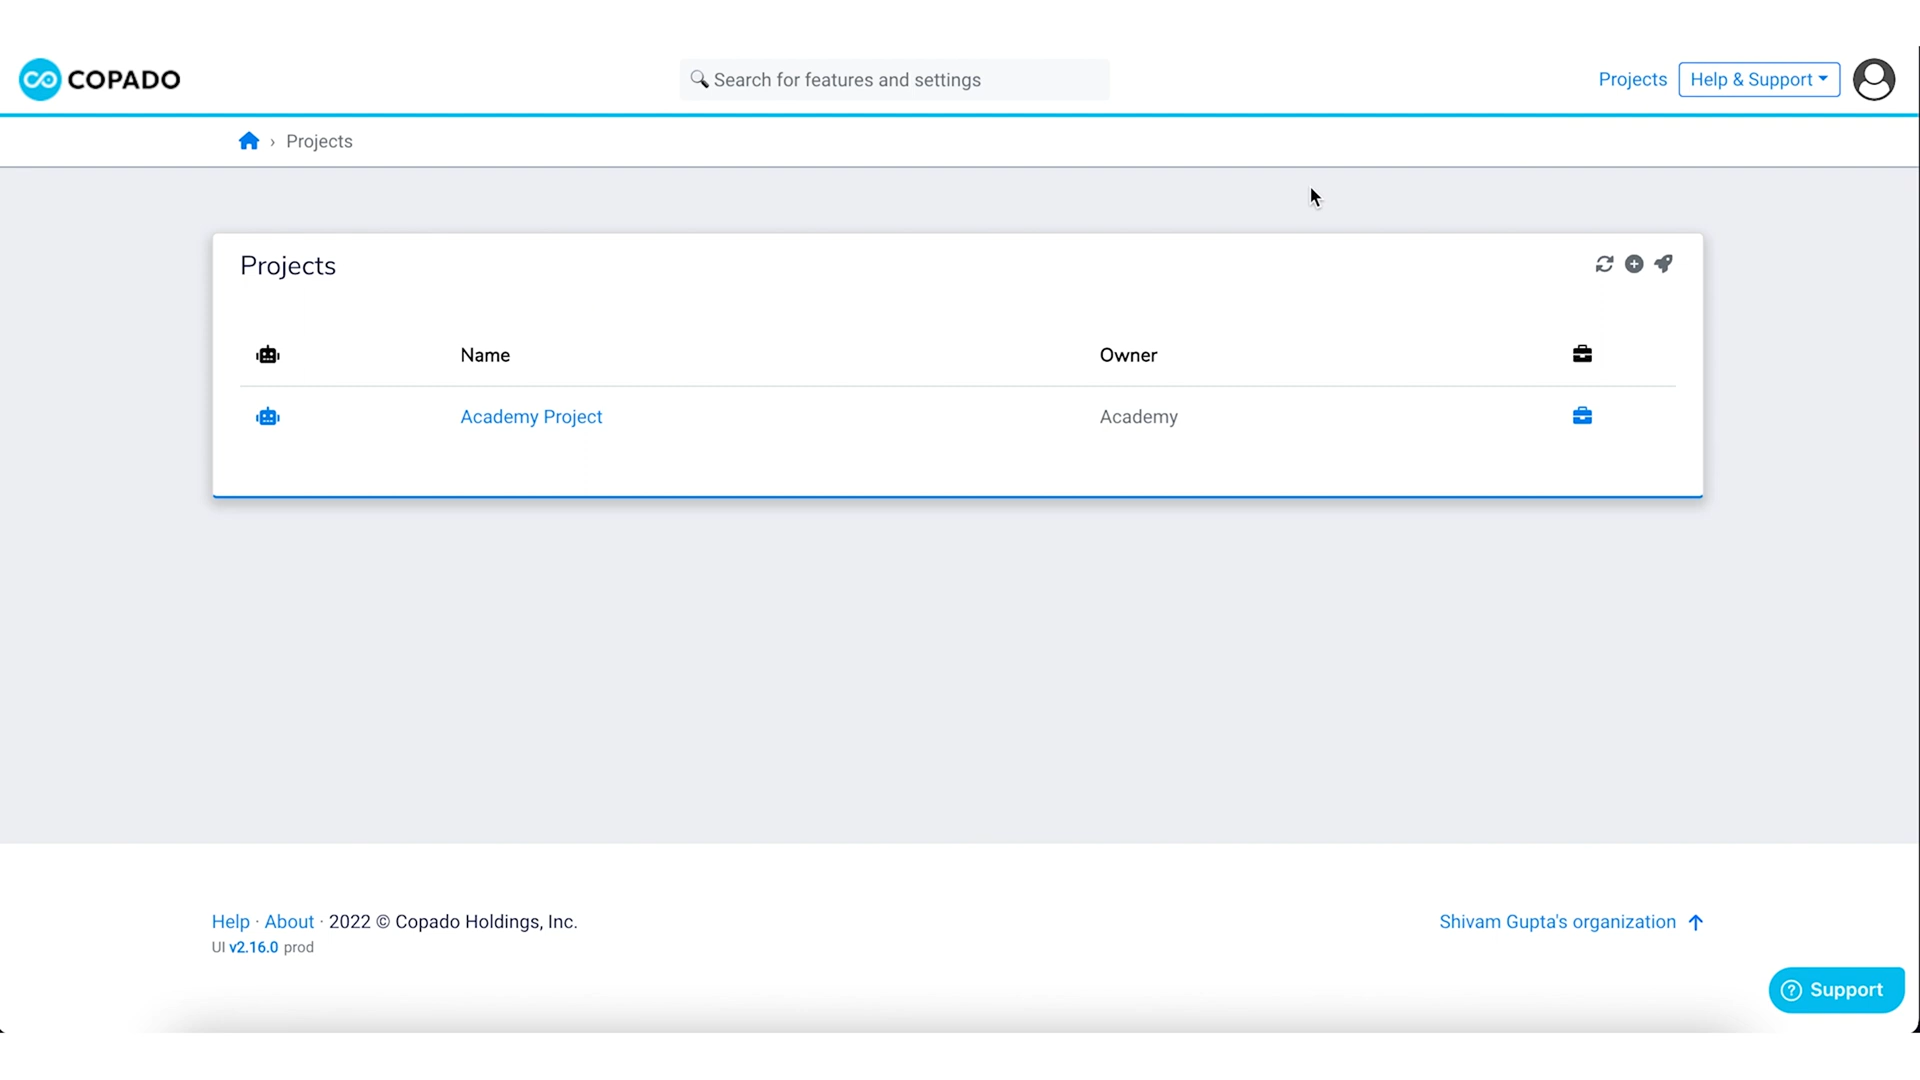 COPADO
Search for features and settings
Projects
Help & Support
› Projects
Projects
Name
Owner
Academy Project
Academy
Help · About · 2022 © Copado Holdings, Inc.
Shivam Gupta's organization
UI v2.16.0 prod
? Support